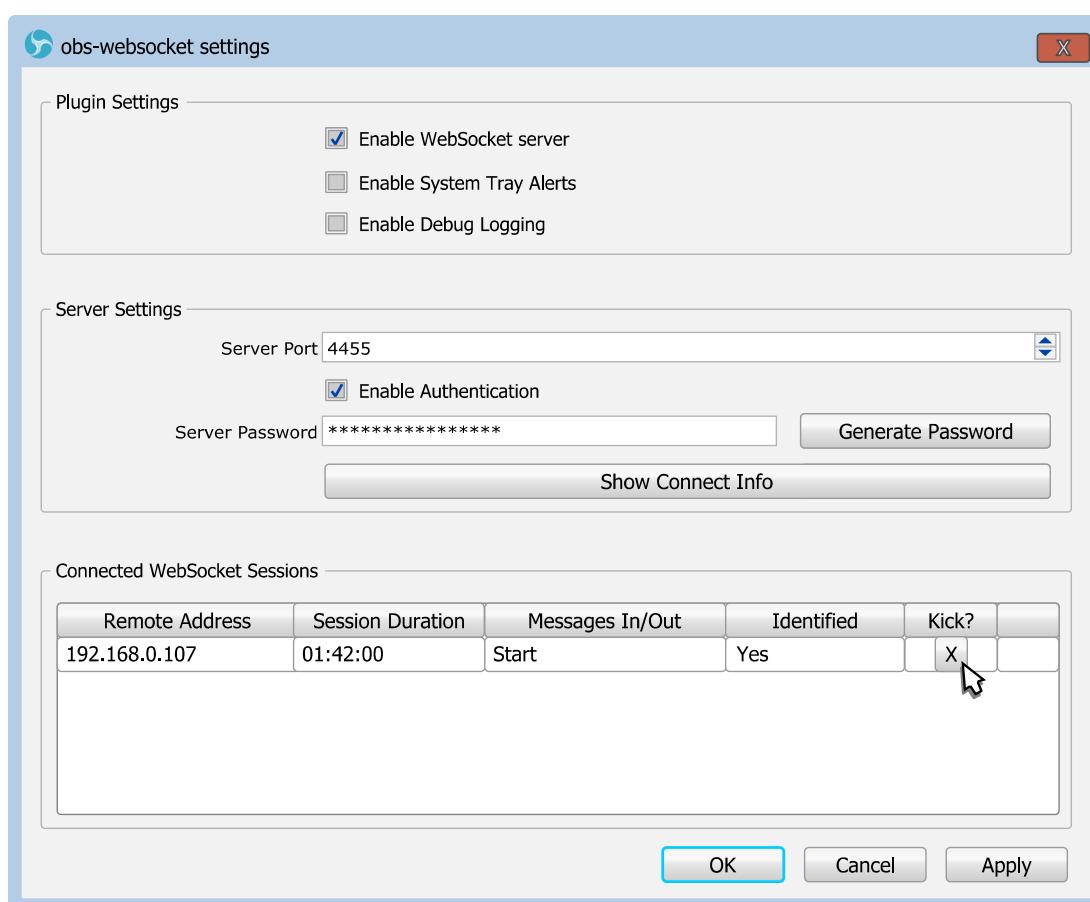 obs-websocket settings
X
Plugin Settings
Enable WebSocket server
Enable System Tray Alerts
Enable Debug Logging
Server Settings
Server Port 4455
Enable Authentication
Server Password **************** Generate Password
Show Connect Info
Connected WebSocket Sessions
Remote Address Session Duration Messages In/Out Identified Kick?
192.168.0.107 01:42:00 Start Yes X
OK Cancel Apply